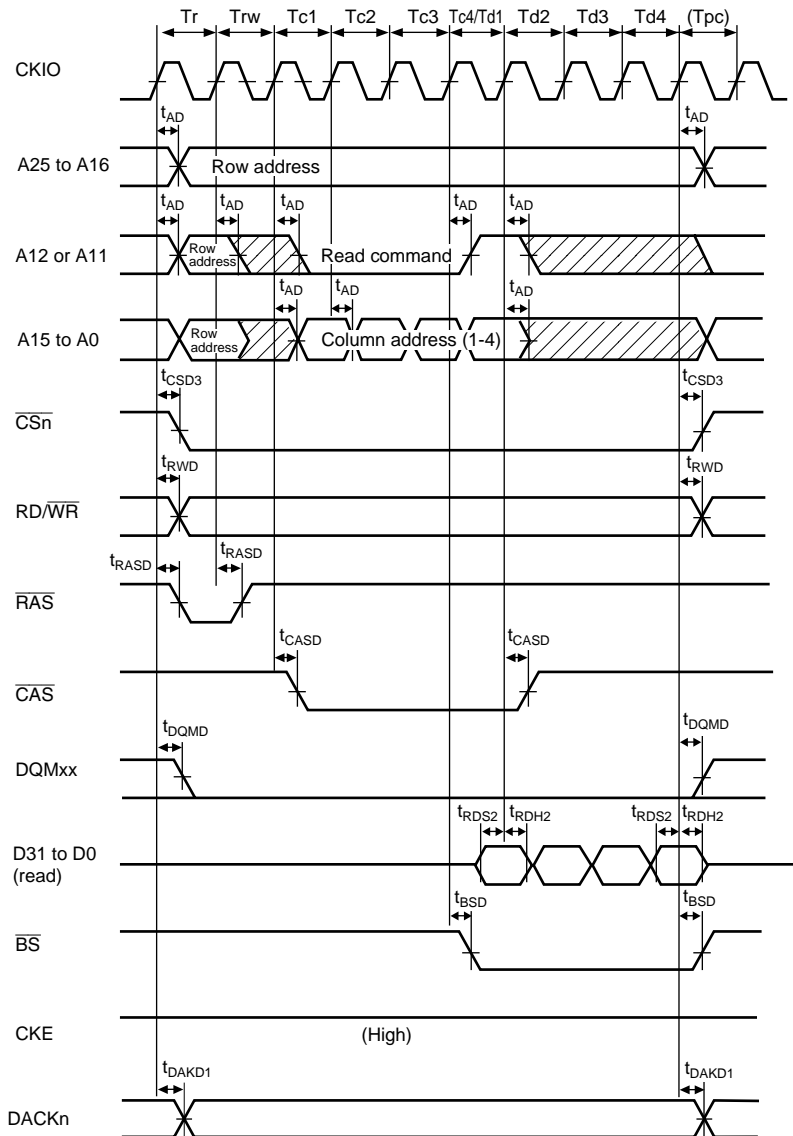 Tr Trw Tc1 Tc2 Tc3 Tc4/Td1 Td2 Td3 Td4 (Tpc)
CKIO
tAD tAD
A25 to A16 Row address
tAD tAD tAD tAD tAD
A12 or A11 Row address Read command
tAD tAD tAD
A15 to A0 Row address Column address (1-4)
tCSD3 tCSD3
CSn
tRWD tRWD
RD/WR
tRASD tRASD
RAS
tCASD tCASD
CAS
tDQMD tDQMD
DQMxx
tRDS2 tRDH2 tRDS2 tRDH2
D31 to D0
(read)
tBSD tBSD
BS
CKE (High)
tDAKD1 tDAKD1
DACKn